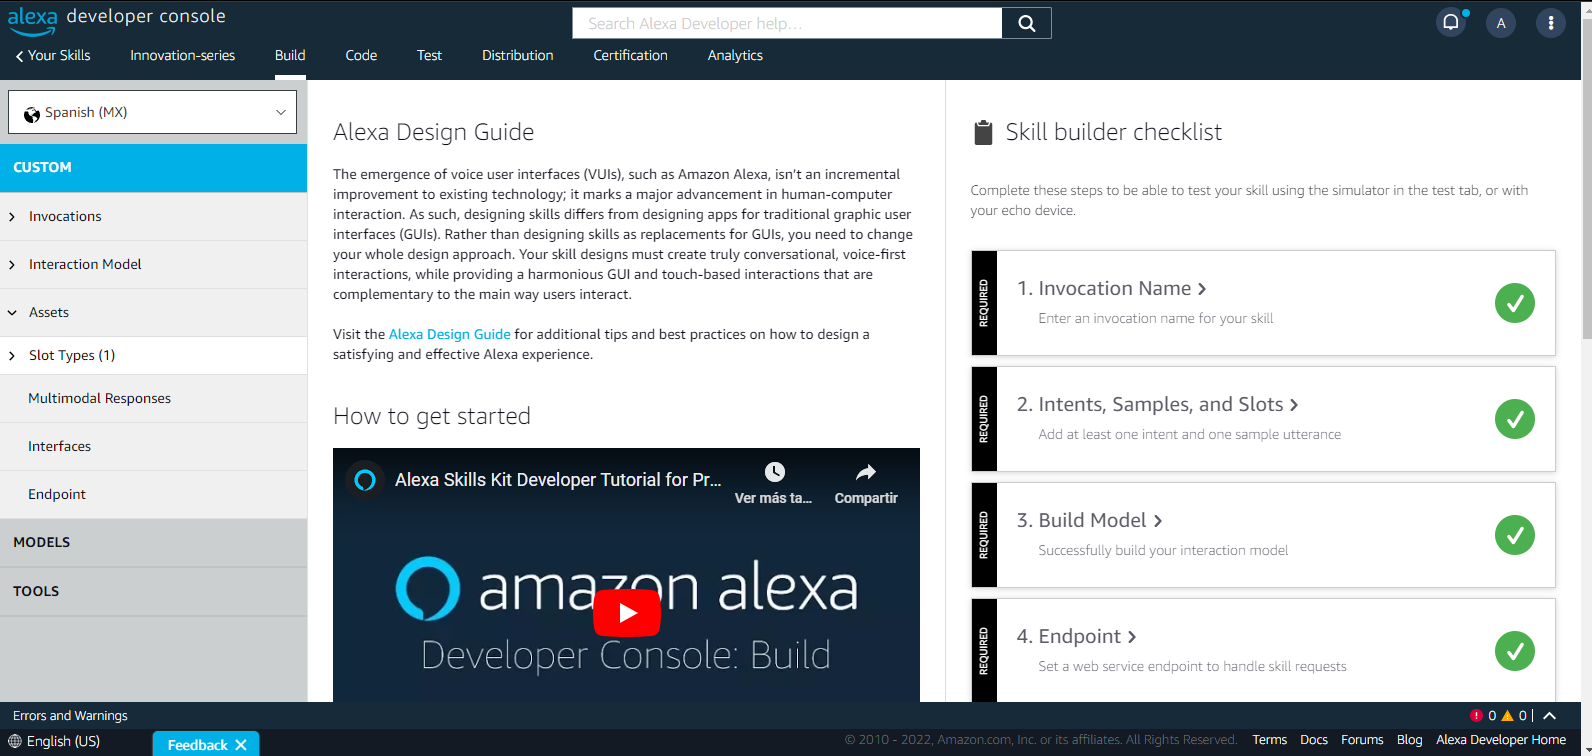 alexa developer console
Search Alexa Developer help...
A
Your Skills
Innovation-series
Build
Code
Test
Distribution
Certification
Analytics
Spanish (MX)
CUSTOM
Invocations
Interaction Model
Assets
Slot Types (1)
Multimodal Responses
Interfaces
Endpoint
MODELS
TOOLS
Alexa Design Guide
The emergence of voice user interfaces (VUIs), such as Amazon Alexa, isn’t an incremental
improvement to existing technology; it marks a major advancement in human-computer
interaction. As such, designing skills differs from designing apps for traditional graphic user
interfaces (GUIs). Rather than designing skills as replacements for GUIs, you need to change
your whole design approach. Your skill designs must create truly conversational, voice-first
interactions, while providing a harmonious GUI and touch-based interactions that are
complementary to the main way users interact.
Visit the Alexa Design Guide for additional tips and best practices on how to design a
satisfying and effective Alexa experience.
How to get started
Alexa Skills Kit Developer Tutorial for Pr...
Ver más ta...
Compartir
amazon alexa
Developer Console: Build
Skill builder checklist
Complete these steps to be able to test your skill using the simulator in the test tab, or with
your echo device.
REQUIRED
1. Invocation Name
Enter an invocation name for your skill
REQUIRED
2. Intents, Samples, and Slots
Add at least one intent and one sample utterance
REQUIRED
3. Build Model
Successfully build your interaction model
REQUIRED
4. Endpoint
Set a web service endpoint to handle skill requests
Errors and Warnings
0
0
English (US)
Feedback
© 2010 - 2022, Amazon.com, Inc. or its affiliates. All Rights Reserved.
Terms
Docs
Forums
Blog
Alexa Developer Home